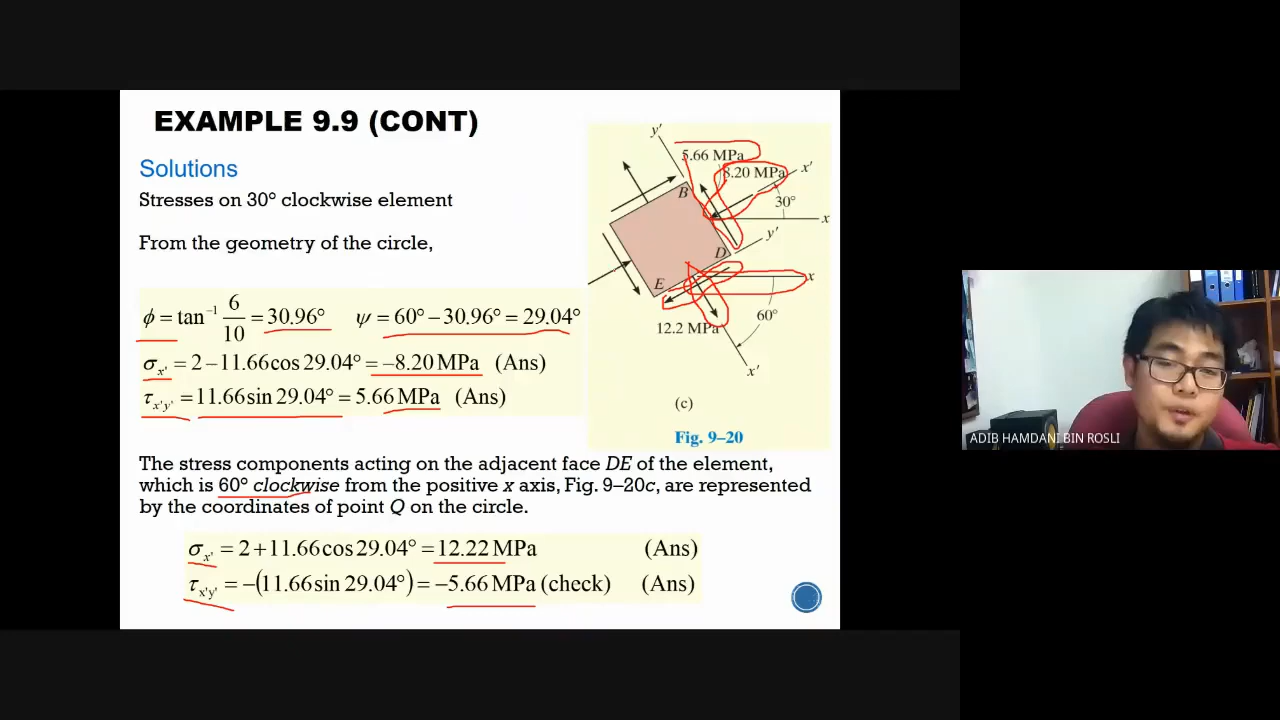 EXAMPLE 9.9 (CONT)
Solutions
Stresses on 30° clockwise element
From the geometry of the circle,
ϕ = tan⁻¹ 6/10 = 30.96° ψ = 60° − 30.96° = 29.04°
σx' = 2 − 11.66 cos 29.04° = −8.20 MPa (Ans)
τx'y' = 11.66 sin 29.04° = 5.66 MPa (Ans)
y'
5.66 MPa
8.20 MPa
x'
B
30°
x
y'
D
E
x
12.2 MPa
60°
x'
(c)
Fig. 9–20
The stress components acting on the adjacent face DE of the element,
which is 60° clockwise from the positive x axis, Fig. 9–20c, are represented
by the coordinates of point Q on the circle.
σx' = 2 + 11.66 cos 29.04° = 12.22 MPa (Ans)
τx'y' = −(11.66 sin 29.04°) = −5.66 MPa (check) (Ans)
ADIB HAMDANI BIN ROSLI